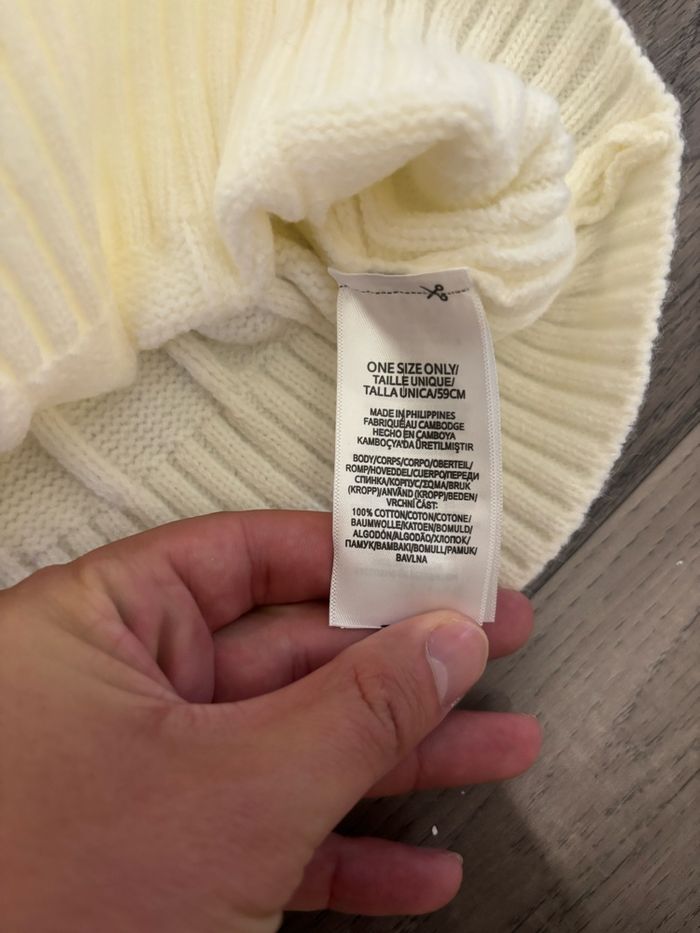 ONE SIZE ONLY/
TAILLE UNIQUE/
TALLA ÚNICA/59CM
MADE IN PHILIPPINES
FABRIQUÉ AU CAMBODGE
HECHO EN CAMBOYA
KAMBOÇYA'DA ÜRETILMIŞTIR
BODY/CORPS/CORPO/OBERTEIL/
ROMP/HOVEDDEL/CUERPO/ПЕРЕДИ
СПИНКА/КОРПУС/ΣΩΜΑ/BRUK
(KROPP)/ANVÄND (KROPP)/BEDEN/
VRCHNÍ ČÁST:
100% COTTON/COTON/COTONE/
BAUMWOLLE/KATOEN/BOMULD/
ALGODÓN/ALGODÃO/ХЛОПОК/
ПАМУК/BAMBAKI/BOMULL/PAMUK/
BAVLNA